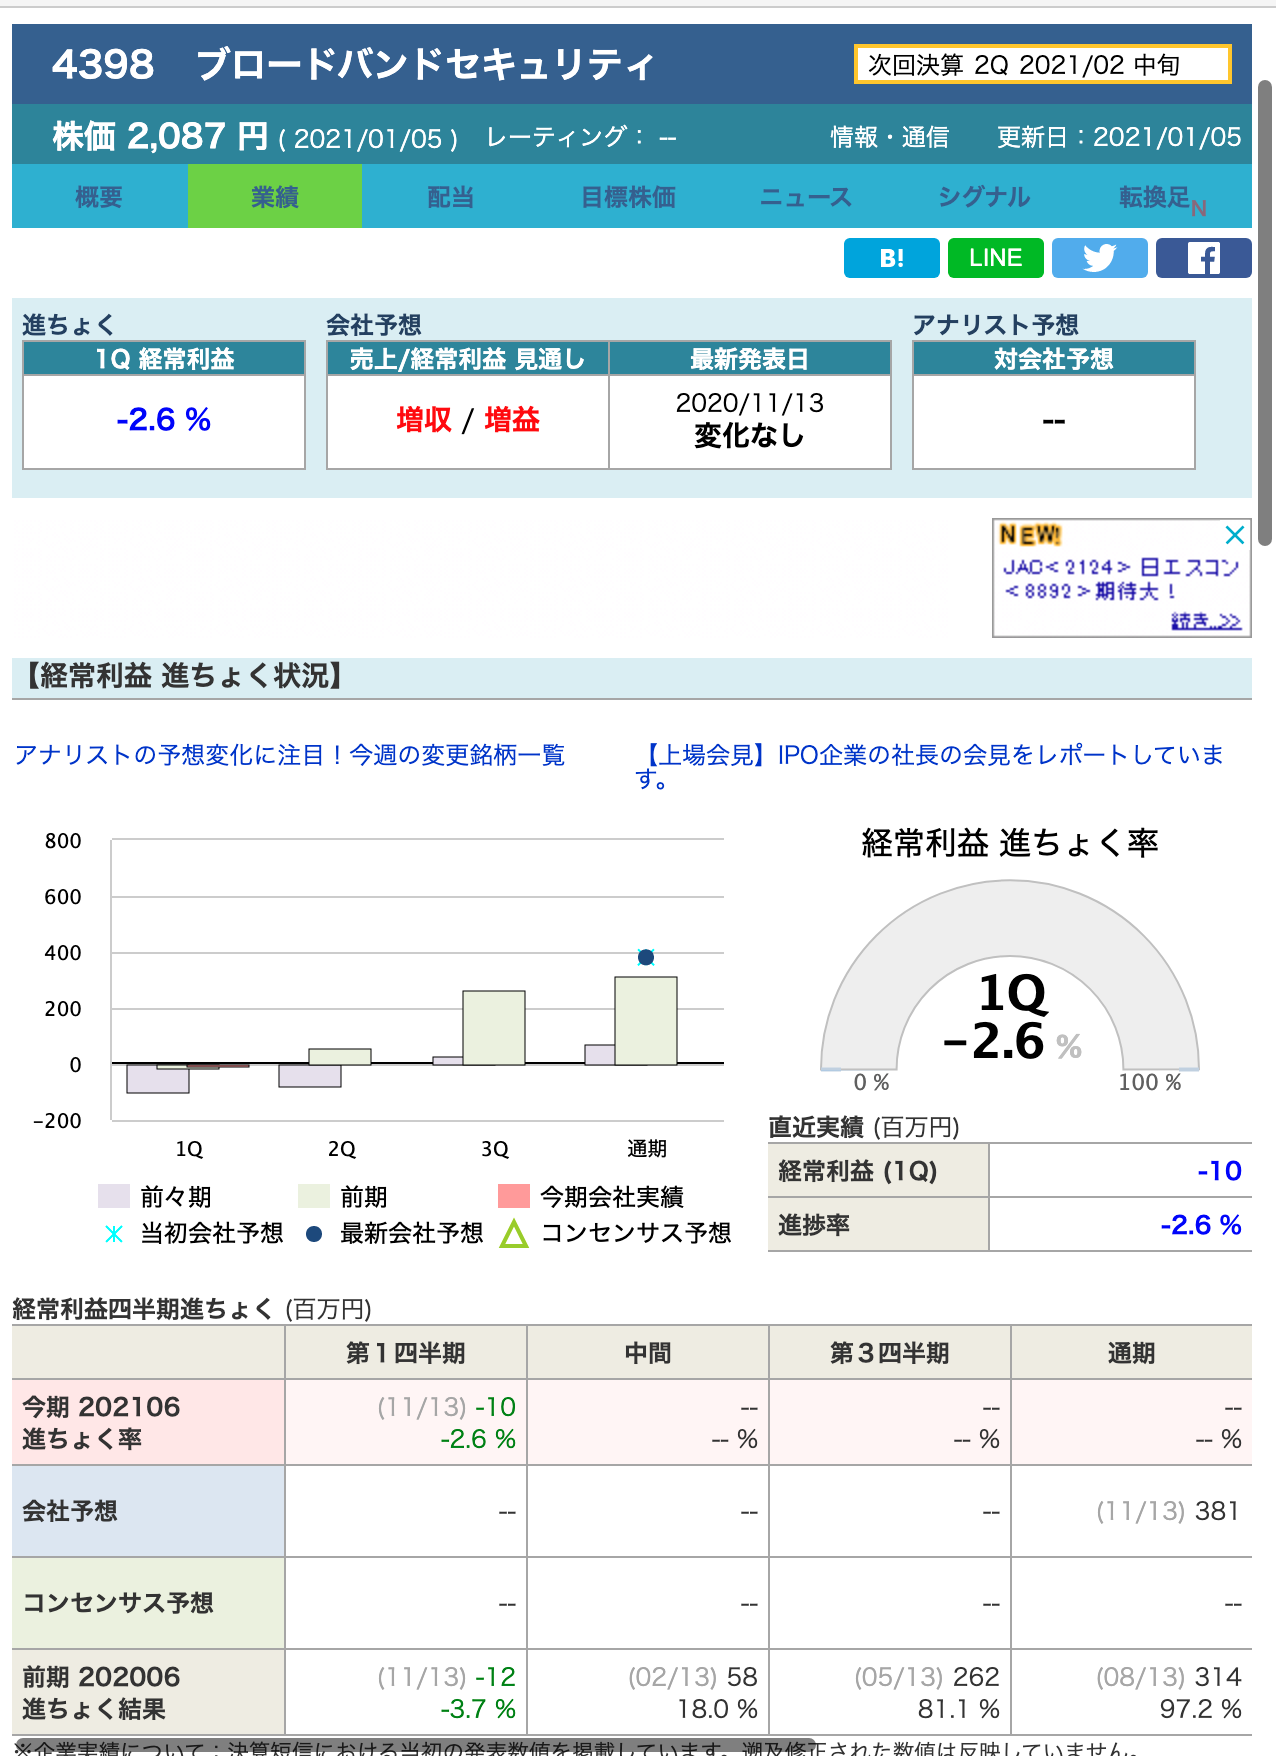 4398 ブロードバンドセキュリティ
次回決算 2Q 2021/02 中旬
株価 2,087 円 ( 2021/01/05 ) レーティング： --
情報・通信 更新日：2021/01/05
概要 業績 配当 目標株価 ニュース シグナル 転換足N
B! LINE
進ちょく
1Q 経常利益
-2.6 %
会社予想
売上/経常利益 見通し 最新発表日
増収 / 増益
2020/11/13
変化なし
アナリスト予想
対会社予想
--
NEW!
JAC<2124> 日エスコン
<8892>期待大！
続き..>>
【経常利益 進ちょく状況】
アナリストの予想変化に注目！今週の変更銘柄一覧
【上場会見】IPO企業の社長の会見をレポートしていま
す。
800
600
400
200
0
−200
1Q 2Q 3Q 通期
前々期 前期 今期会社実績
当初会社予想 最新会社予想 コンセンサス予想
経常利益 進ちょく率
1Q
−2.6 %
0 % 100 %
直近実績 (百万円)
経常利益 (1Q) -10
進捗率 -2.6 %
経常利益四半期進ちょく (百万円)
第１四半期 中間 第３四半期 通期
今期 202106 (11/13) -10 -- -- --
進ちょく率 -2.6 % -- % -- % -- %
会社予想 -- -- -- (11/13) 381
コンセンサス予想 -- -- -- --
前期 202006 (11/13) -12 (02/13) 58 (05/13) 262 (08/13) 314
進ちょく結果 -3.7 % 18.0 % 81.1 % 97.2 %
※企業実績について：決算短信における当初の発表数値を掲載しています。遡及修正された数値は反映していません。